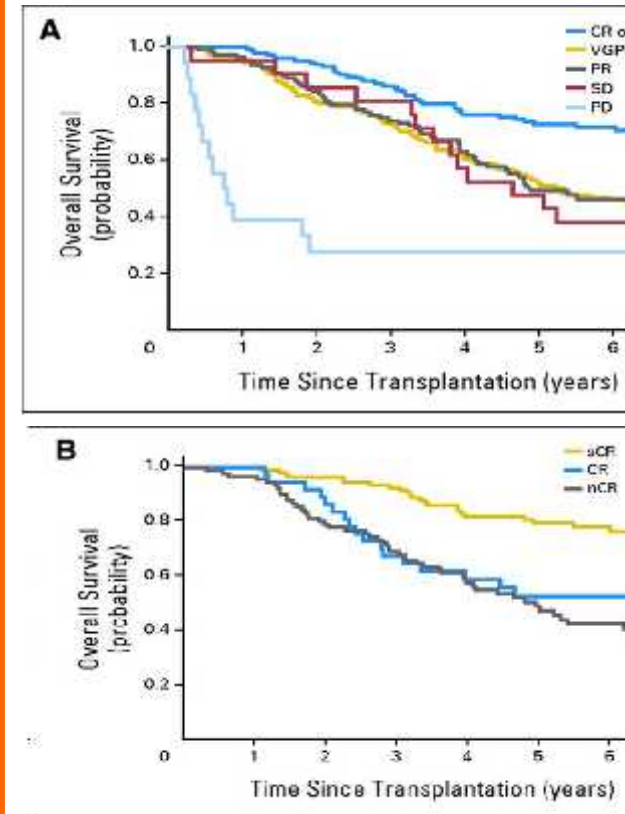 A
1.0
0.8
0.6
0.4
0.2
0
1 2 3 4 5 6
Overall Survival
(probability)
Time Since Transplantation (years)
CR o
VGP
PR
SD
PD
B
1.0
0.8
0.6
0.4
0.2
0
1 2 3 4 5 6
Overall Survival
(probability)
Time Since Transplantation (years)
sCR
CR
nCR